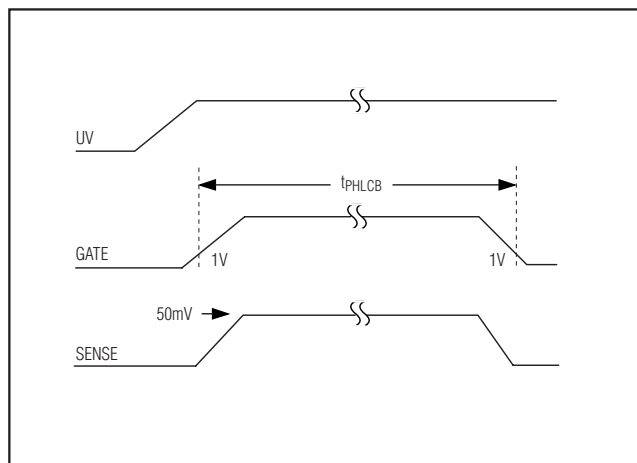 UV
tPHLCB
GATE
1V
1V
50mV
SENSE